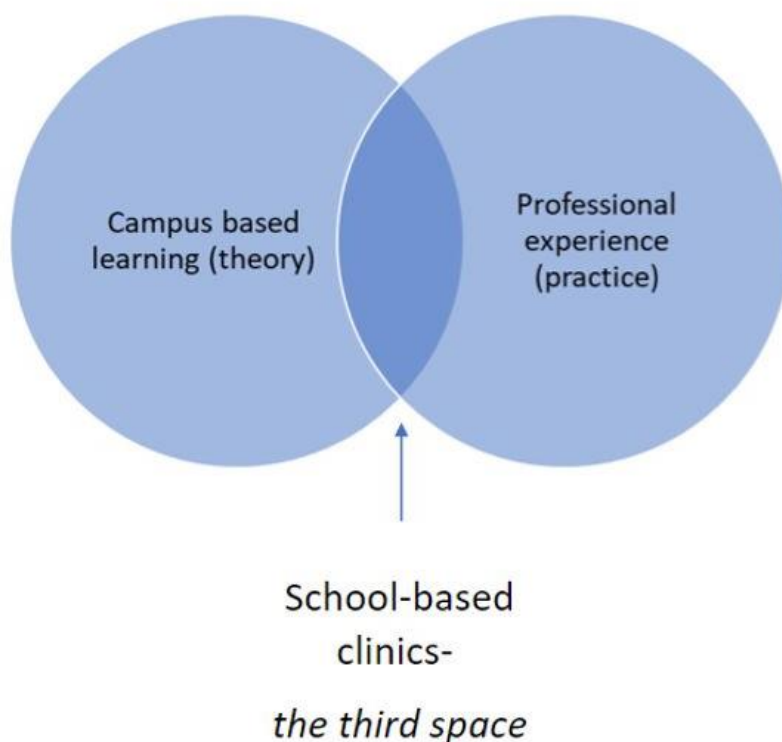 Campus based
learning (theory)
Professional
experience
(practice)
School-based
clinics-
the third space